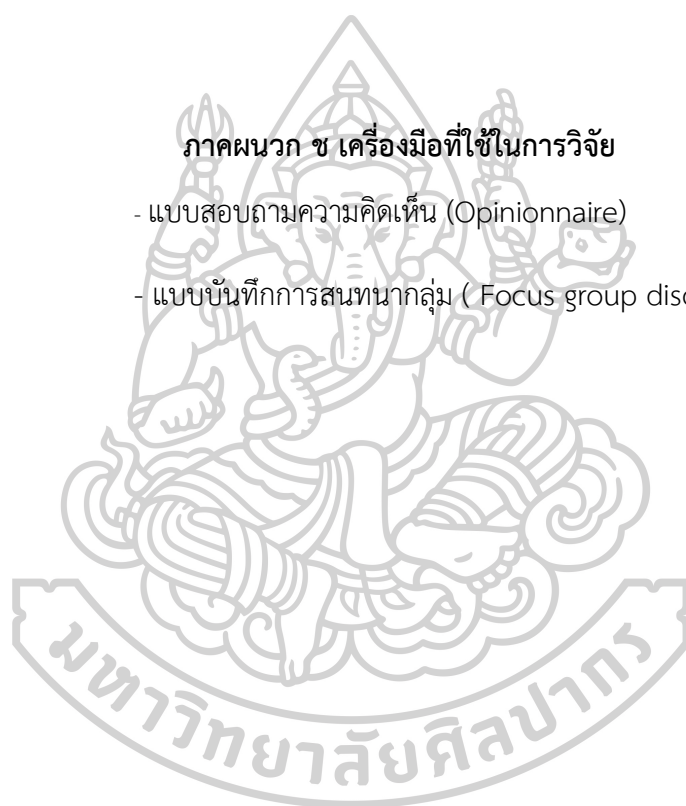 ภาคผนวก ช เครื่องมือที่ใช้ในการวิจัย
- แบบสอบถามความคิดเห็น (Opinionnaire)
- แบบบันทึกการสนทนากลุ่ม ( Focus group
มหาวิทยาลัยศิลปากร